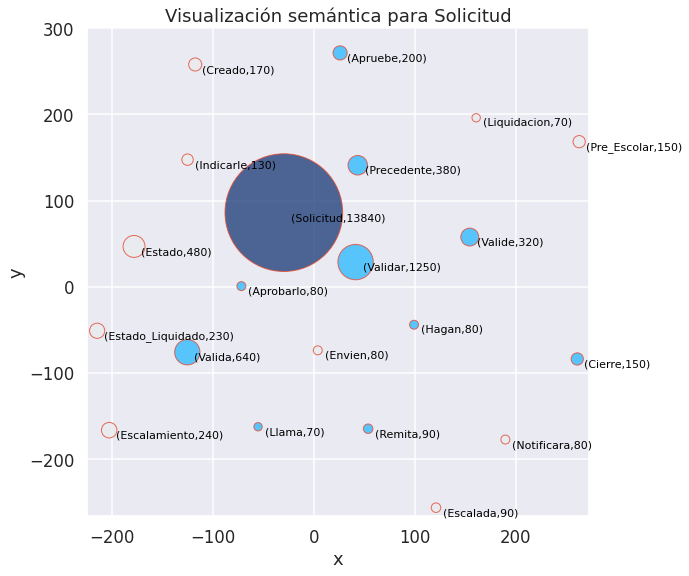 Visualización semántica para Solicitud
300
(Apruebe,200)
(Creado,170)
200
(Liquidacion,70)
(Pre_Escolar,150)
(Indicarle,130)
(Precedente,380)
100
(Solicitud,13840)
(Estado,480)
(Valide,320)
(Validar,1250)
y
0
(Aprobarlo,80)
(Hagan,80)
(Estado_Liquidado,230)
(Valida,640)
(Envien,80)
(Cierre,150)
−100
(Escalamiento,240)
(Llama,70)
(Remita,90)
(Notificara,80)
−200
(Escalada,90)
−200 −100 0 100 200
x